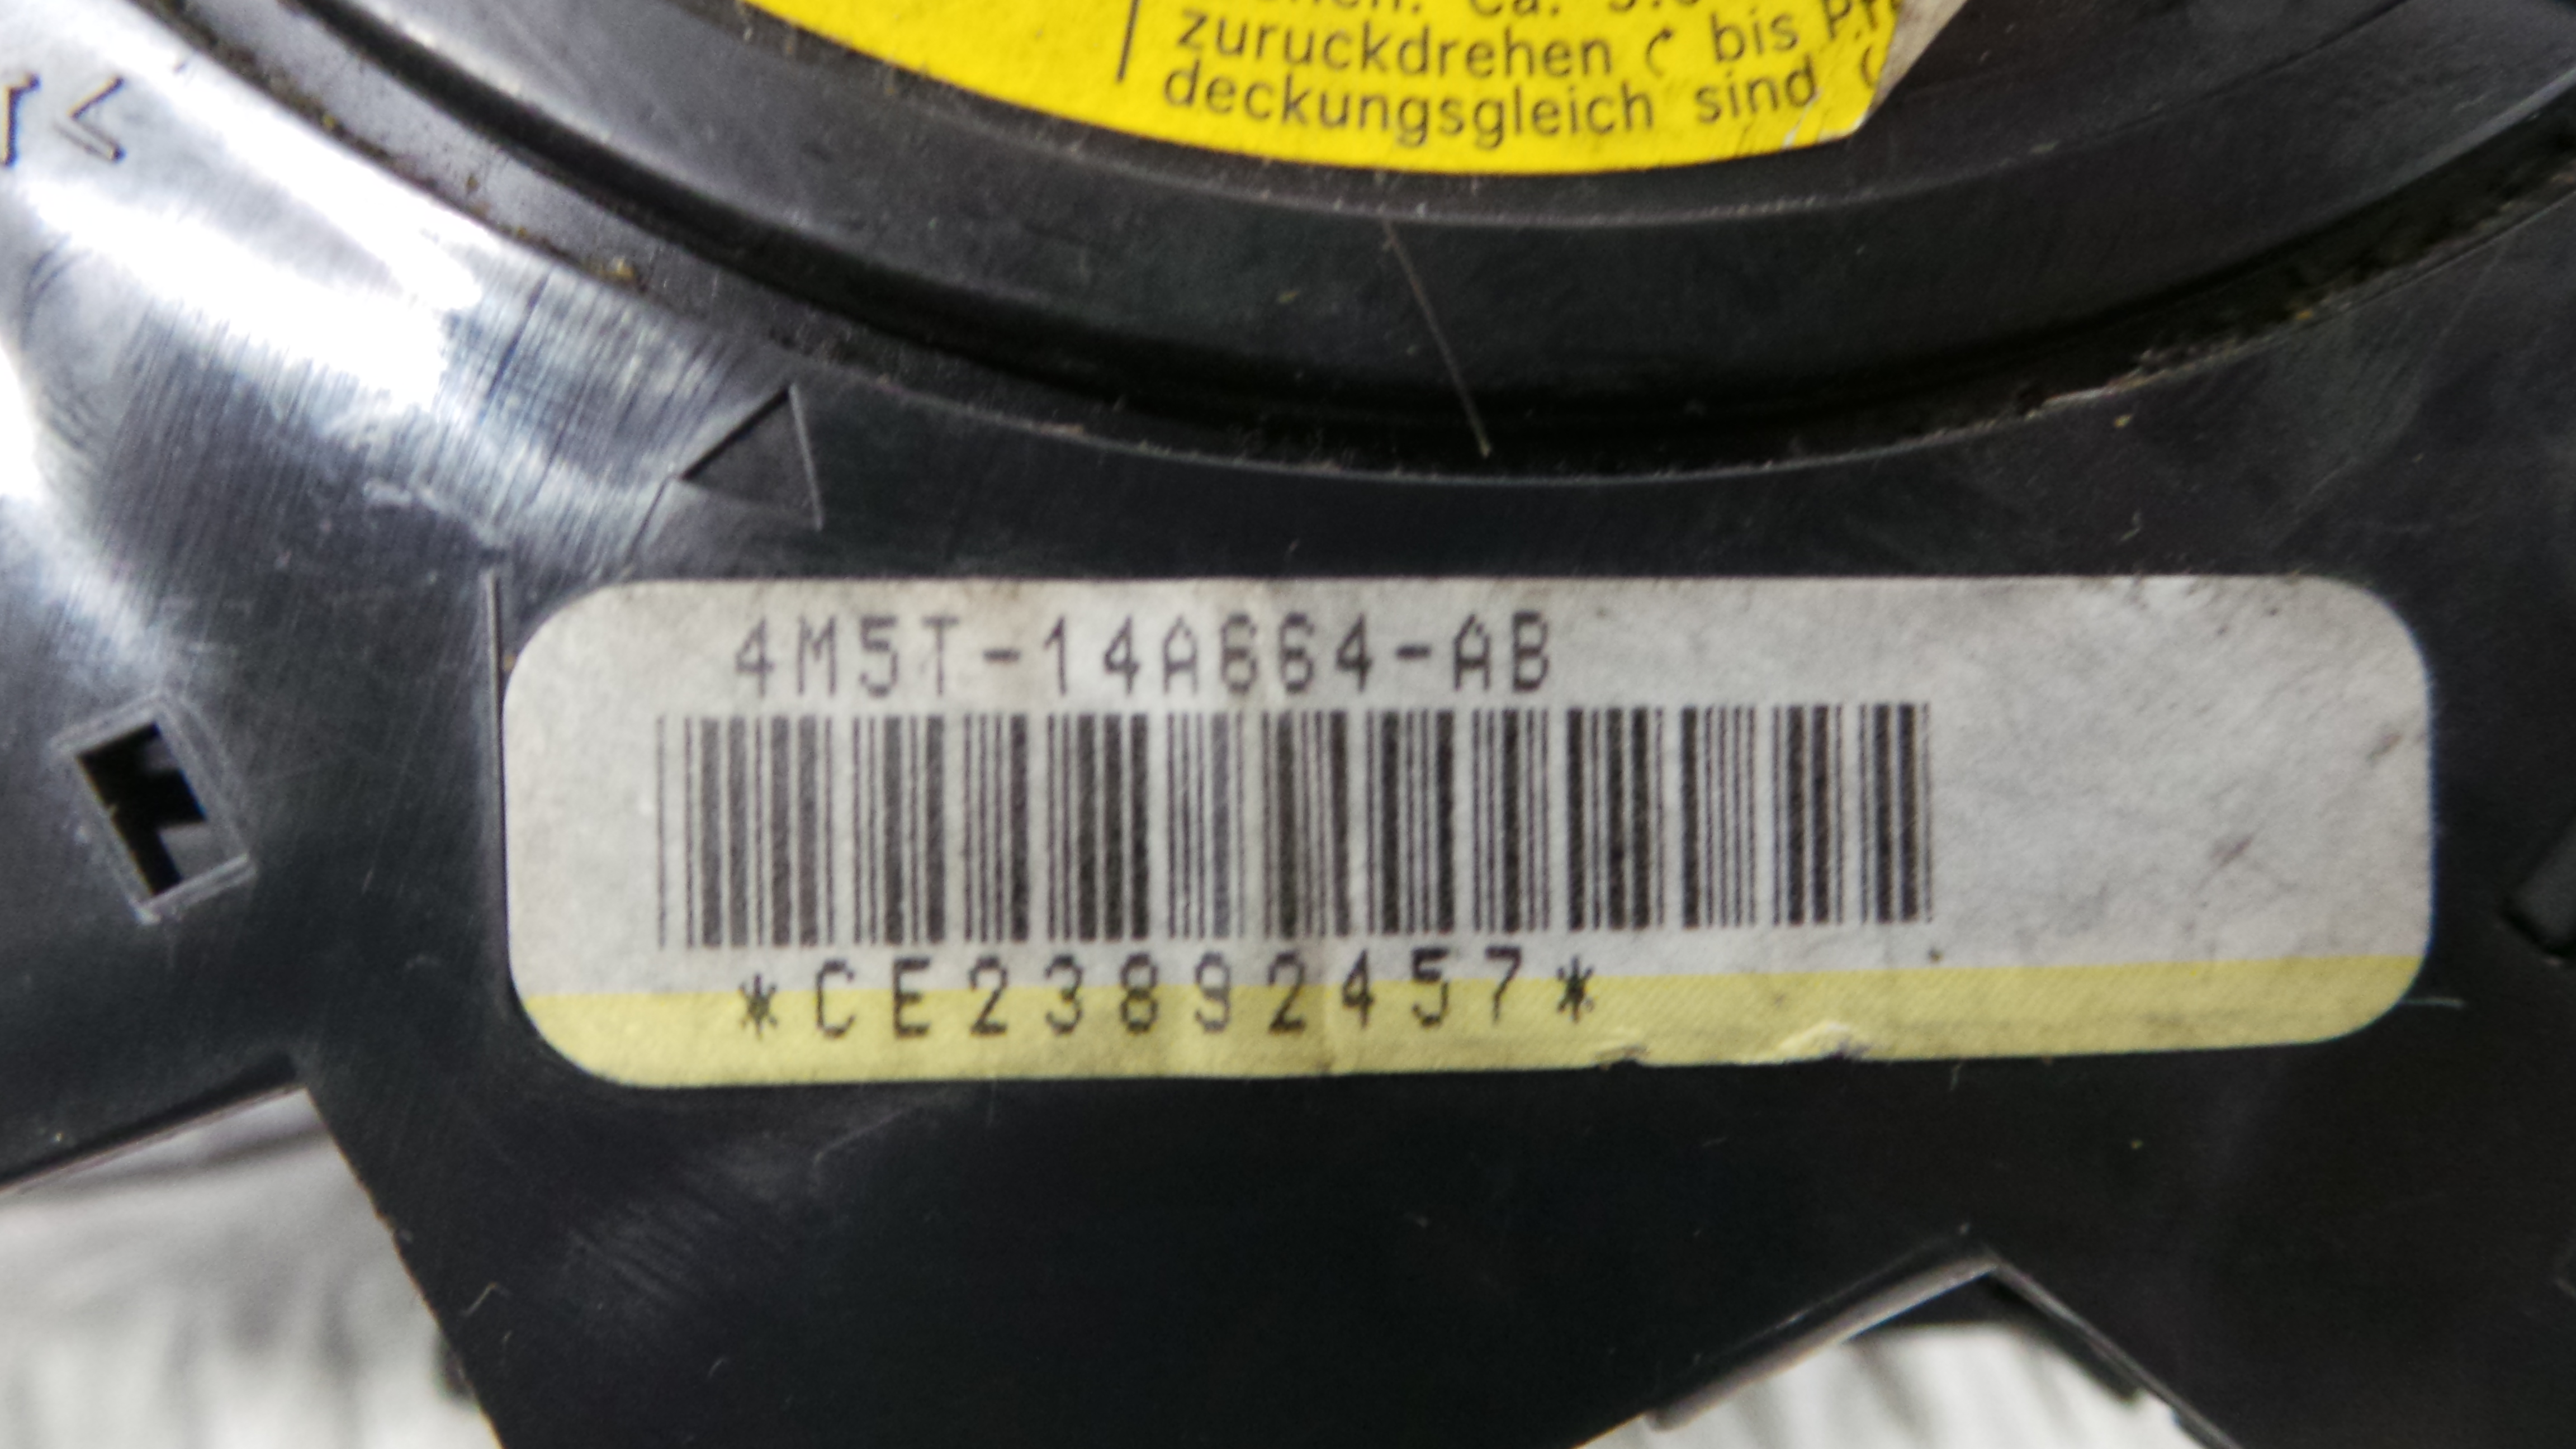 zuruckdrehen bis
deckungsgleich sind
4M5T-14A664-AB
*CE23892457*